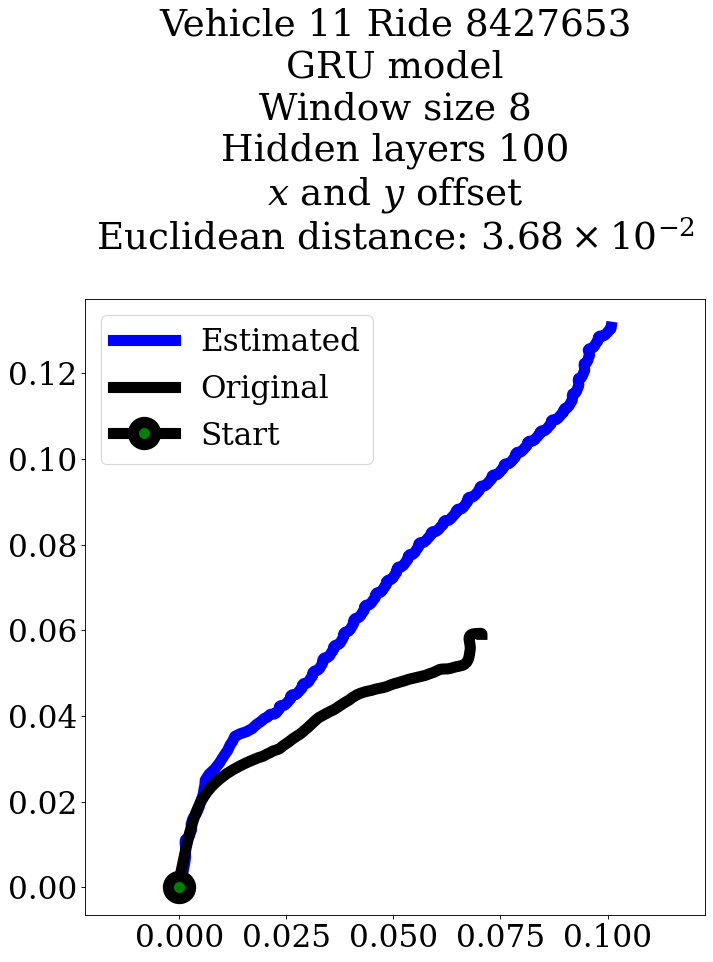 Vehicle 11 Ride 8427653
GRU model
Window size 8
Hidden layers 100
x and y offset
Euclidean distance: 3.68 × 10⁻²
Estimated
Original
Start
0.12
0.10
0.08
0.06
0.04
0.02
0.00
0.000 0.025 0.050 0.075 0.100